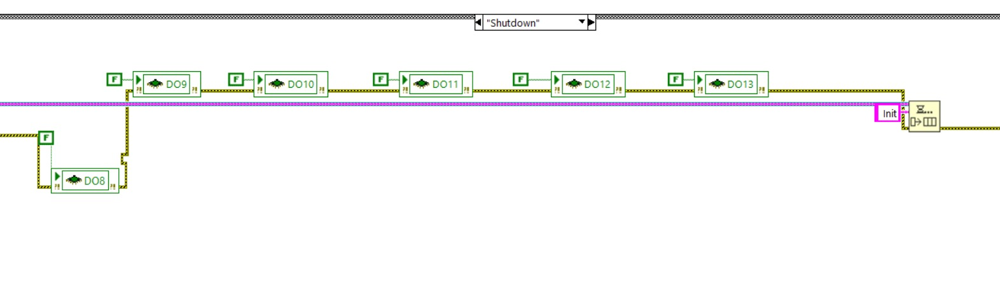 "Shutdown"
F DO9 F DO10 F DO11 F DO12 F DO13
Init
F
DO8